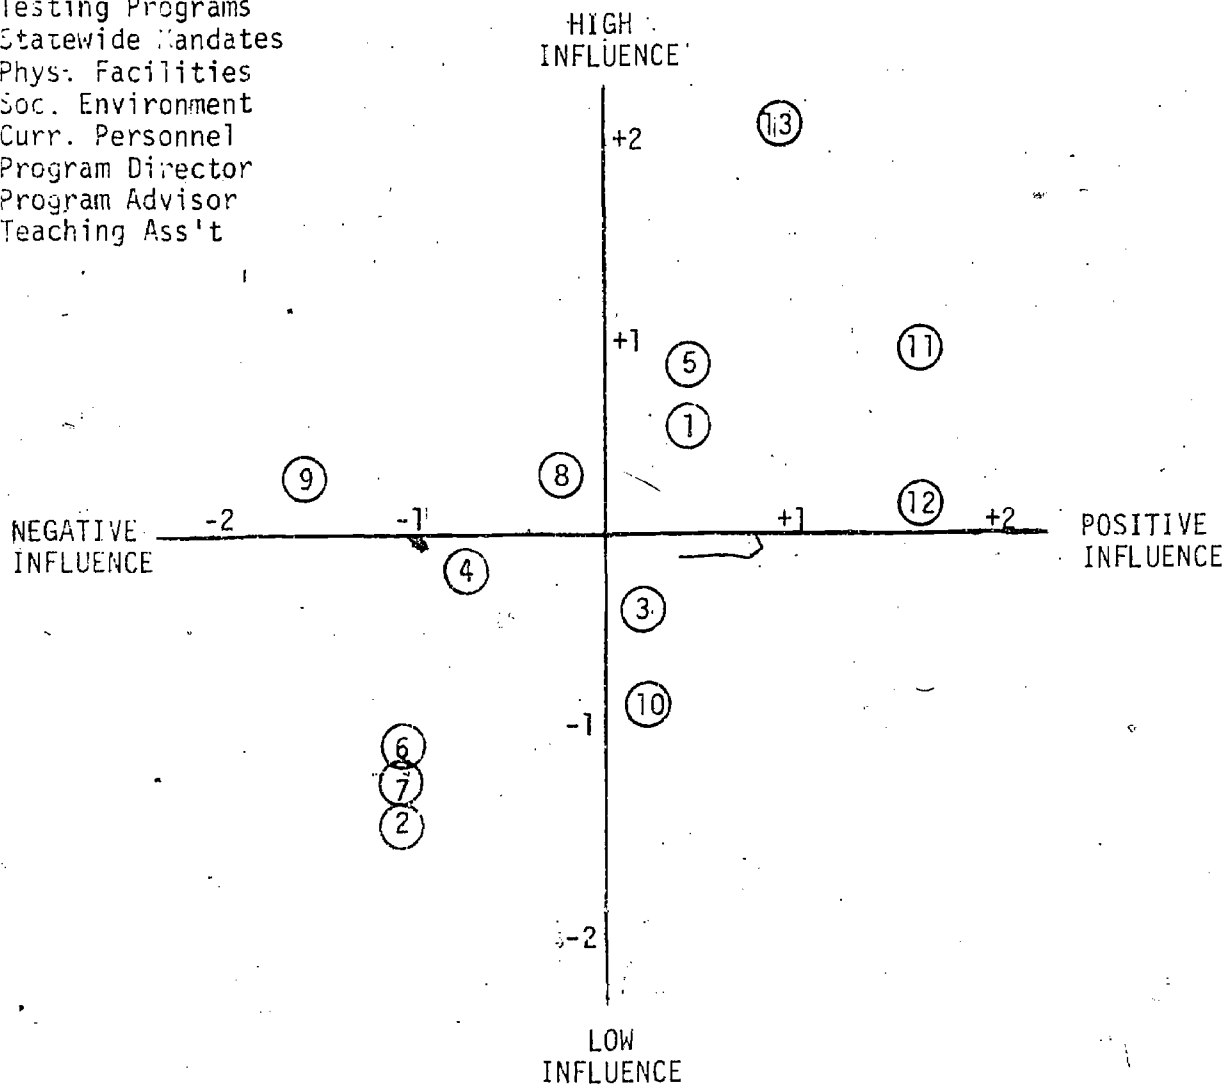 Testing Programs
Statewide Mandates
Phys. Facilities
Soc. Environment
Curr. Personnel
Program Director
Program Advisor
Teaching Ass't
HIGH
INFLUENCE
+2
13
+1
5
11
1
9
8
12
-2
-1
+1
+2
NEGATIVE
INFLUENCE
POSITIVE
INFLUENCE
4
3
10
-1
6
7
2
-2
LOW
INFLUENCE